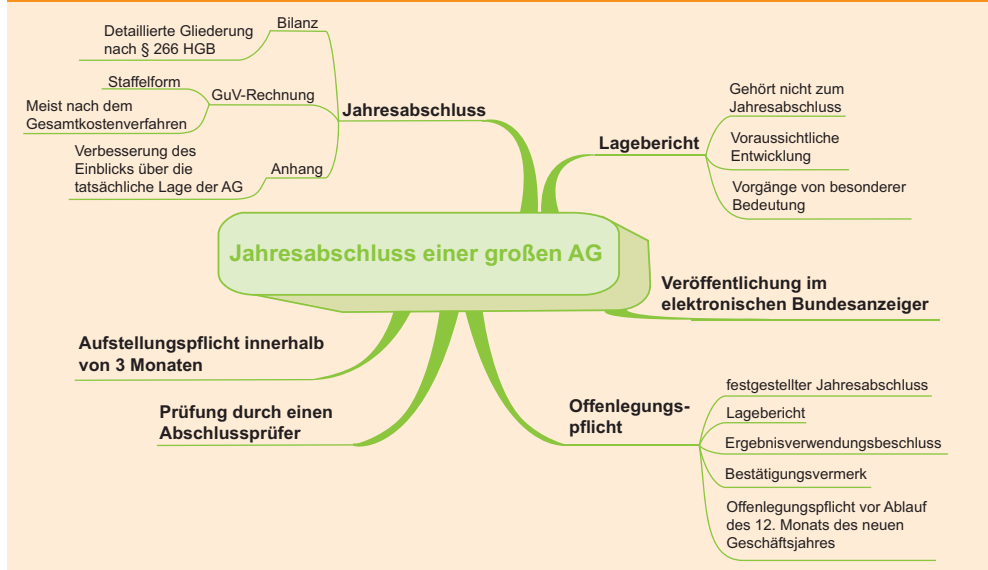 Bilanz
Detaillierte Gliederung
nach § 266 HGB
Staffelform
GuV-Rechnung
Meist nach dem
Gesamtkostenverfahren
Jahresabschluss
Verbesserung des
Einblicks über die
tatsächliche Lage der AG
Anhang
Lagebericht
Gehört nicht zum
Jahresabschluss
Voraussichtliche
Entwicklung
Vorgänge von besonderer
Bedeutung
Jahresabschluss einer großen AG
Veröffentlichung im
elektronischen Bundesanzeiger
Aufstellungspflicht innerhalb
von 3 Monaten
Prüfung durch einen
Abschlussprüfer
Offenlegungs-
pflicht
festgestellter Jahresabschluss
Lagebericht
Ergebnisverwendungsbeschluss
Bestätigungsvermerk
Offenlegungspflicht vor Ablauf
des 12. Monats des neuen
Geschäftsjahres